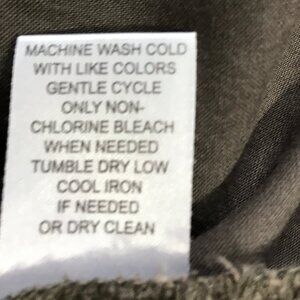 MACHINE WASH COLD
WITH LIKE COLORS
GENTLE CYCLE
ONLY NON-
CHLORINE BLEACH
WHEN NEEDED
TUMBLE DRY LOW
COOL IRON
IF NEEDED
OR DRY CLEAN